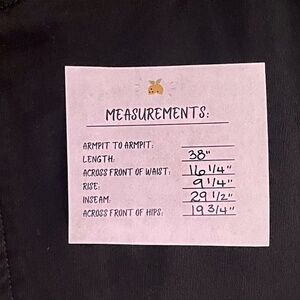 MEASUREMENTS:
ARMPIT TO ARMPIT:
LENGTH: 38"
ACROSS FRONT OF WAIST: 16 1/4"
RISE: 9 1/4"
INSEAM: 29 1/2"
ACROSS FRONT OF HIPS: 19 3/4"